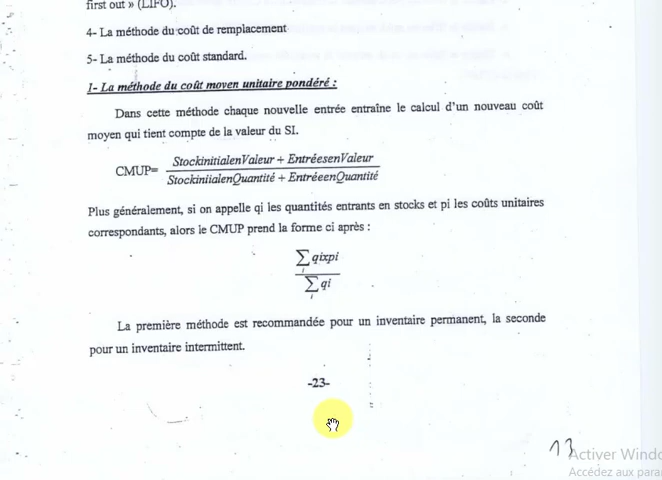 first out » (LIFO).
4- La méthode du coût de remplacement
5- La méthode du coût standard.
1- La méthode du coût moyen unitaire pondéré :
Dans cette méthode chaque nouvelle entrée entraîne le calcul d'un nouveau coût
moyen qui tient compte de la valeur du SI.
CMUP= StockinitialenValeur + EntréesenValeur
StockiniialenQuantité + EntréeenQuantité
Plus généralement, si on appelle qi les quantités entrants en stocks et pi les coûts unitaires
correspondants, alors le CMUP prend la forme ci après :
∑ qixpi
i
∑ qi
i
La première méthode est recommandée pour un inventaire permanent, la seconde
pour un inventaire intermittent.
-23-
13
Activer Windo
Accédez aux para